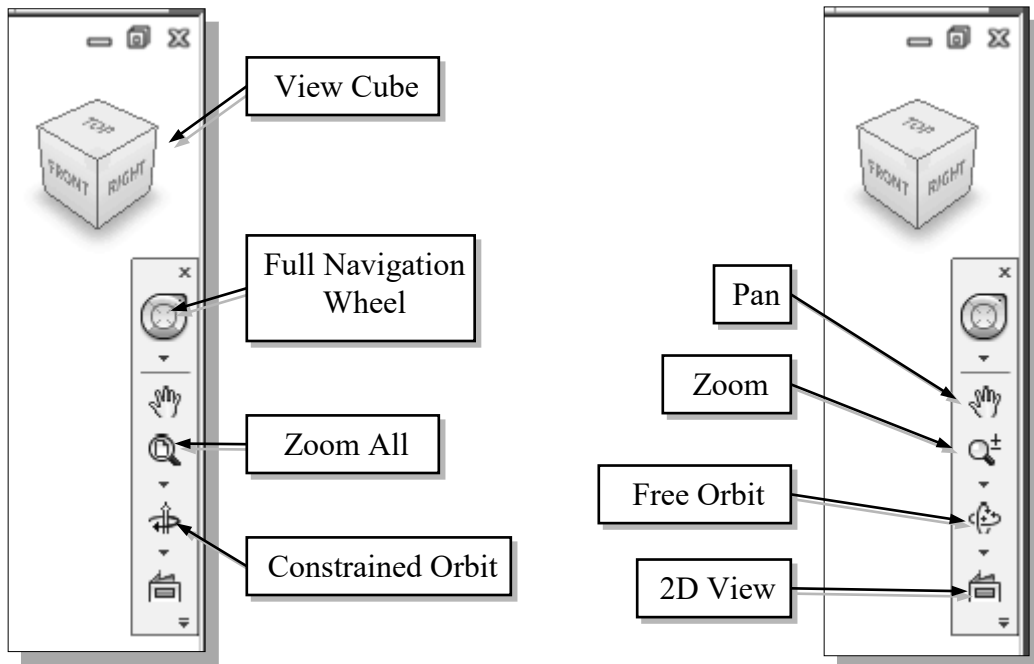 View Cube
TOP
FRONT
RIGHT
Full Navigation
Wheel
Zoom All
Constrained Orbit
TOP
FRONT
RIGHT
Pan
Zoom
Free Orbit
2D View